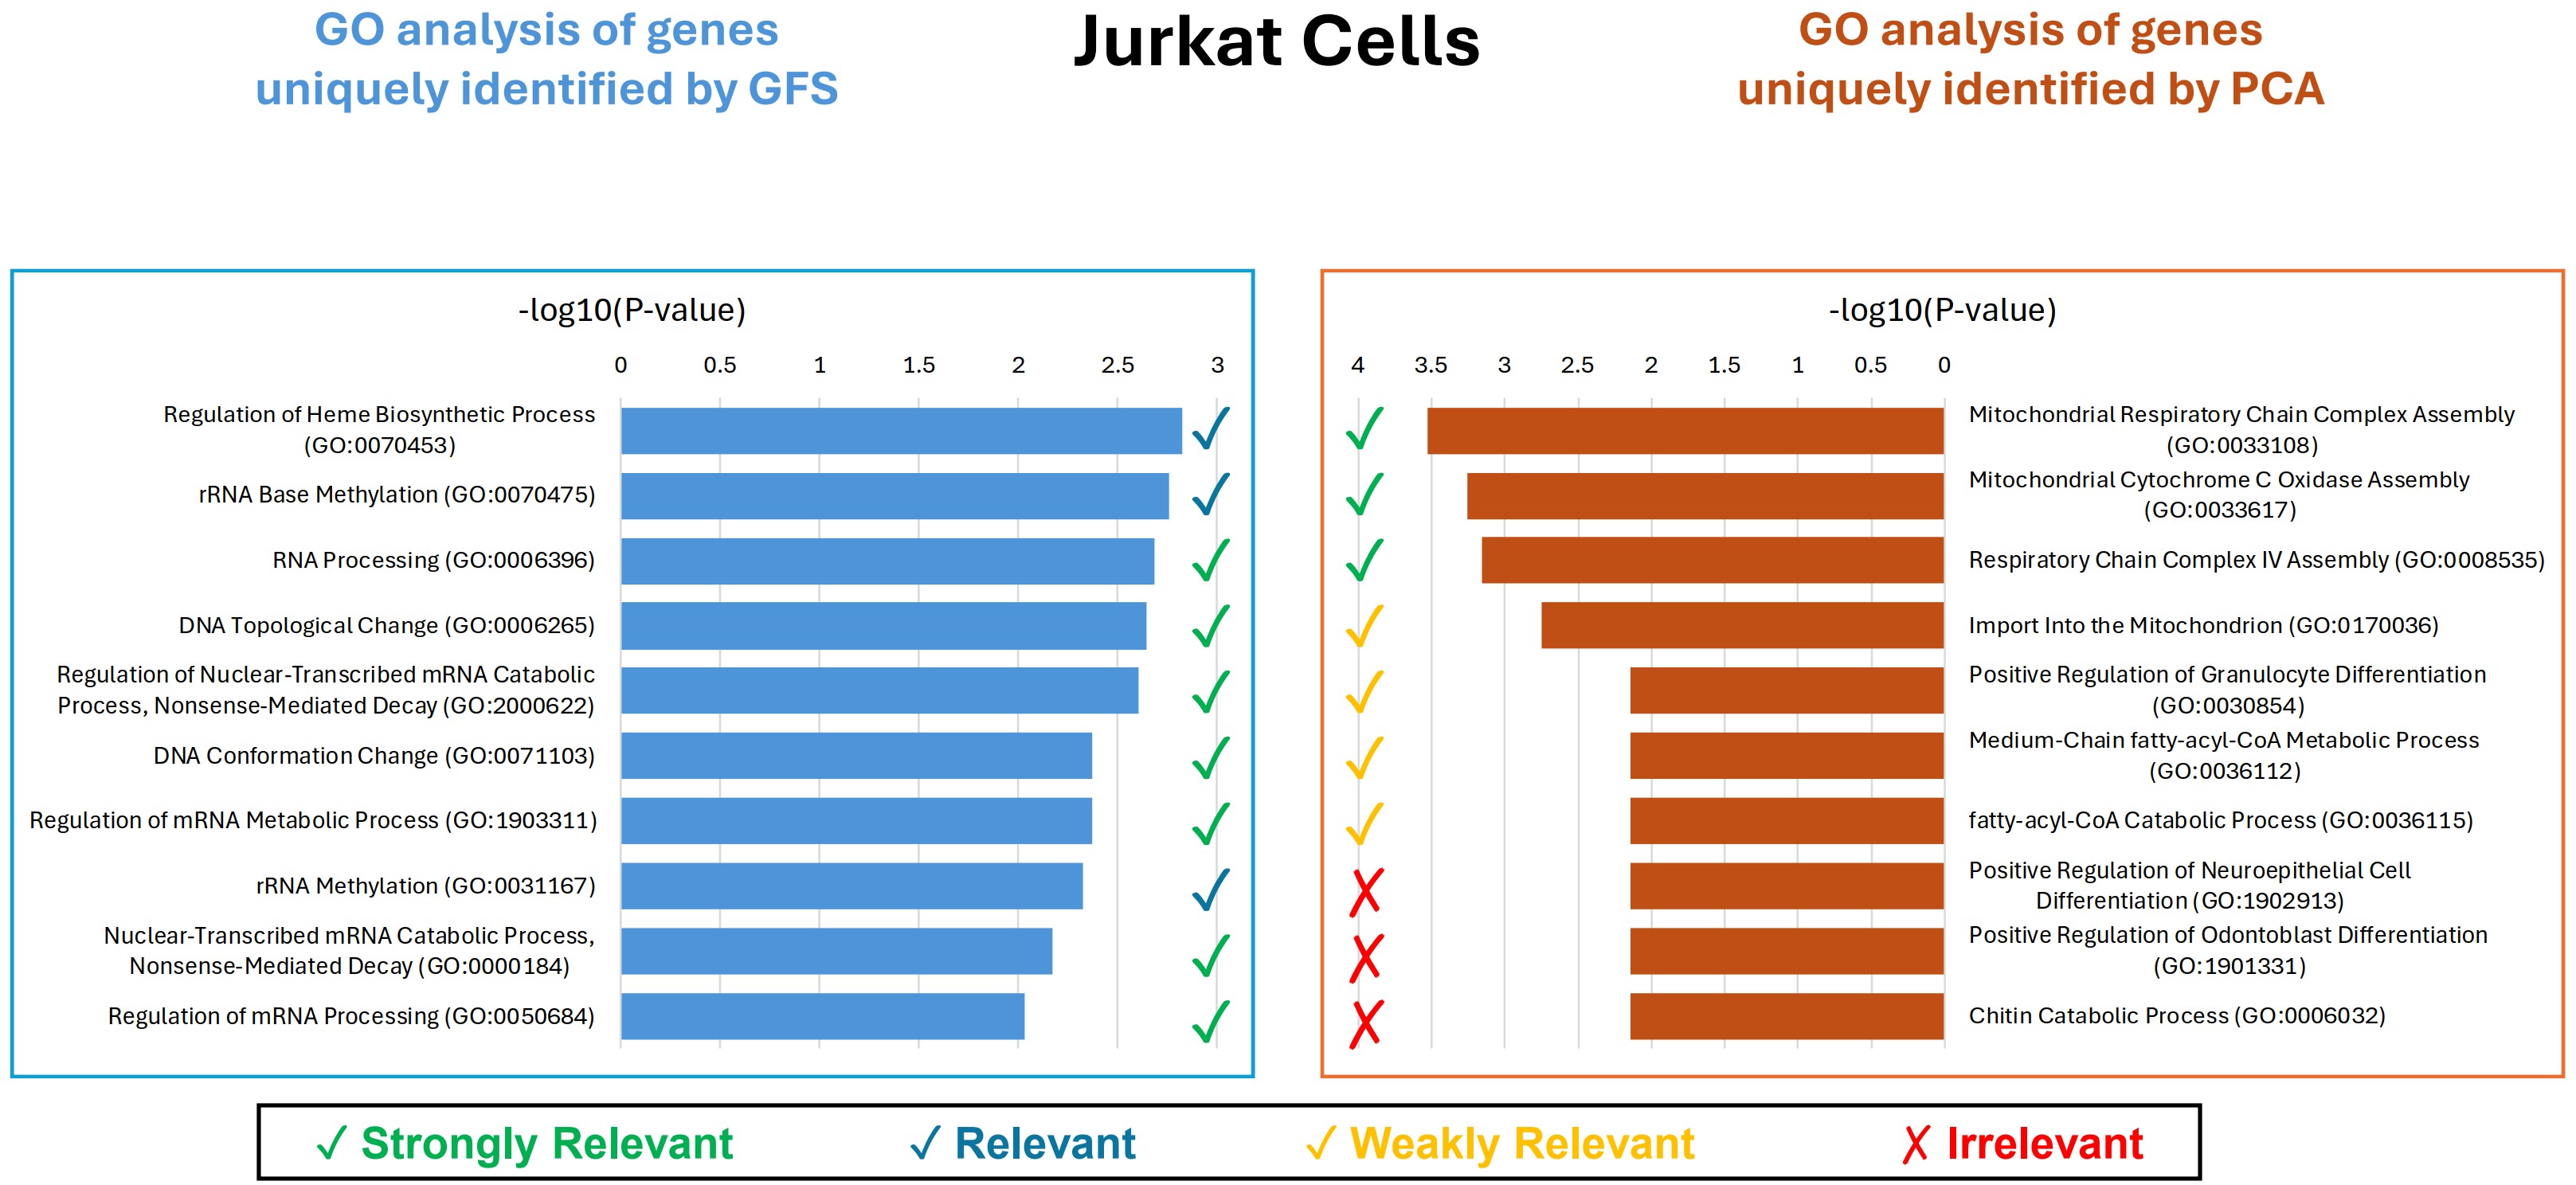 GO analysis of genes
uniquely identified by GFS
Jurkat Cells
GO analysis of genes
uniquely identified by PCA
-log10(P-value)
0 0.5 1 1.5 2 2.5 3
Regulation of Heme Biosynthetic Process
(GO:0070453)
rRNA Base Methylation (GO:0070475)
RNA Processing (GO:0006396)
DNA Topological Change (GO:0006265)
Regulation of Nuclear-Transcribed mRNA Catabolic
Process, Nonsense-Mediated Decay (GO:2000622)
DNA Conformation Change (GO:0071103)
Regulation of mRNA Metabolic Process (GO:1903311)
rRNA Methylation (GO:0031167)
Nuclear-Transcribed mRNA Catabolic Process,
Nonsense-Mediated Decay (GO:0000184)
Regulation of mRNA Processing (GO:0050684)
-log10(P-value)
4 3.5 3 2.5 2 1.5 1 0.5 0
Mitochondrial Respiratory Chain Complex Assembly
(GO:0033108)
Mitochondrial Cytochrome C Oxidase Assembly
(GO:0033617)
Respiratory Chain Complex IV Assembly (GO:0008535)
Import Into the Mitochondrion (GO:0170036)
Positive Regulation of Granulocyte Differentiation
(GO:0030854)
Medium-Chain fatty-acyl-CoA Metabolic Process
(GO:0036112)
fatty-acyl-CoA Catabolic Process (GO:0036115)
Positive Regulation of Neuroepithelial Cell
Differentiation (GO:1902913)
Positive Regulation of Odontoblast Differentiation
(GO:1901331)
Chitin Catabolic Process (GO:0006032)
✓ Strongly Relevant ✓ Relevant ✓ Weakly Relevant ✗ Irrelevant